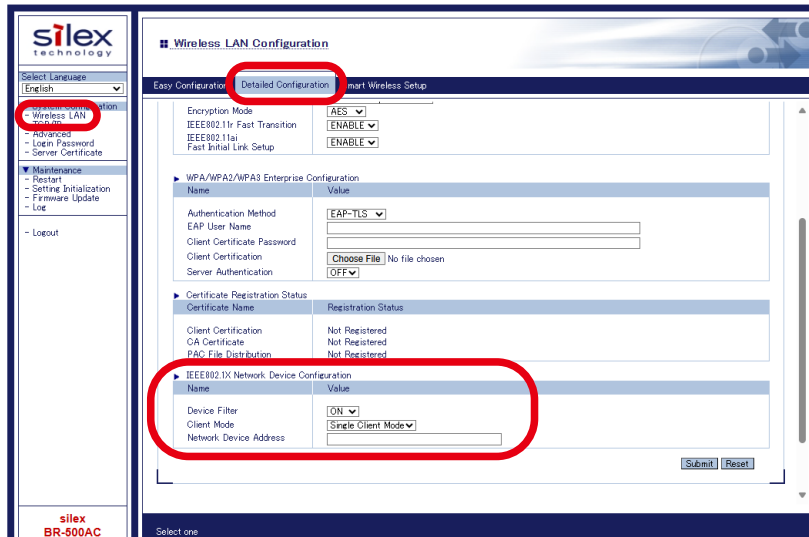 silex
technology
Select Language
English
▼ System Configuration
- Wireless LAN
- TCP/IP
- Advanced
- Login Password
- Server Certificate
▼ Maintenance
- Restart
- Setting Initialization
- Firmware Update
- Log
- Logout
silex
BR-500AC
Wireless LAN Configuration
Easy Configuration Detailed Configuration Smart Wireless Setup
Encryption Mode AES
IEEE802.11r Fast Transition ENABLE
IEEE802.11ai
Fast Initial Link Setup ENABLE
WPA/WPA2/WPA3 Enterprise Configuration
Name Value
Authentication Method EAP-TLS
EAP User Name
Client Certificate Password
Client Certification Choose File No file chosen
Server Authentication OFF
Certificate Registration Status
Certificate Name Registration Status
Client Certification Not Registered
CA Certificate Not Registered
PAC File Distribution Not Registered
IEEE802.1X Network Device Configuration
Name Value
Device Filter ON
Client Mode Single Client Mode
Network Device Address
Submit Reset
Select one